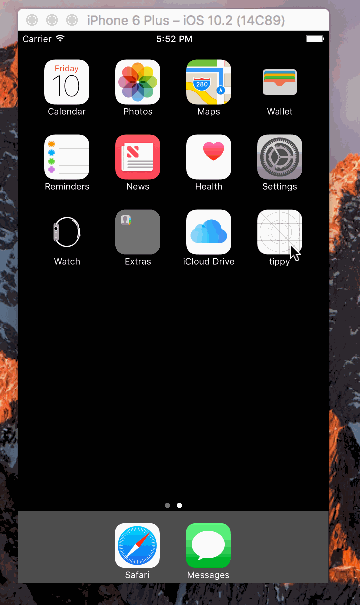 iPhone 6 Plus – iOS 10.2 (14C89)
Carrier 5:52 PM
Friday
10
280
Calendar Photos Maps Wallet
Reminders News Health Settings
Watch Extras iCloud Drive tippy
Safari Messages